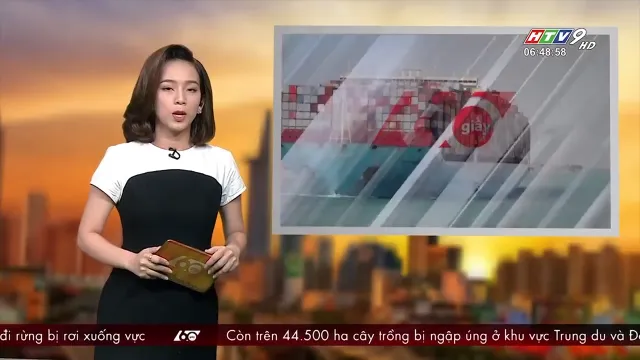 HTV9 HD
06:48:58
giây
đi rừng bị rơi xuống vực 60 Còn trên 44.500 ha cây trồng bị ngập úng ở khu vực Trung du và Đ